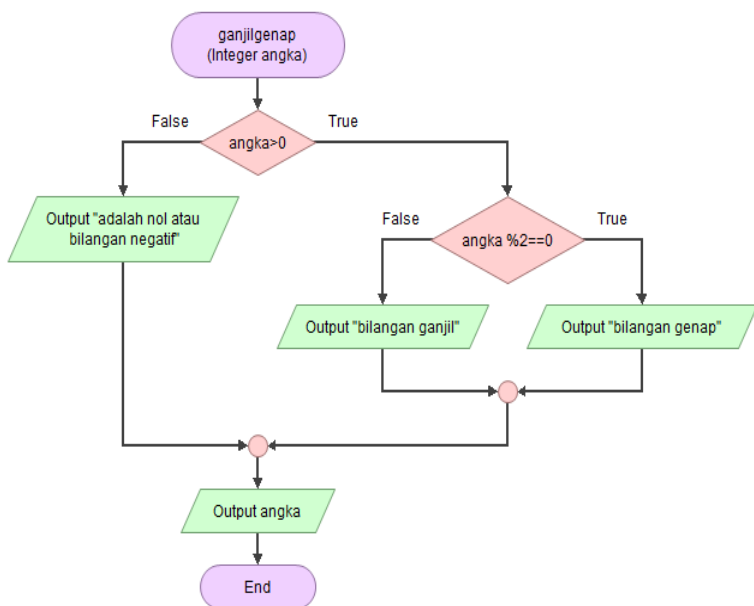 ganjilgenap
(Integer angka)
False
True
angka>0
Output "adalah nol atau
bilangan negatif"
False
True
angka %2==0
Output "bilangan ganjil"
Output "bilangan genap"
Output angka
End